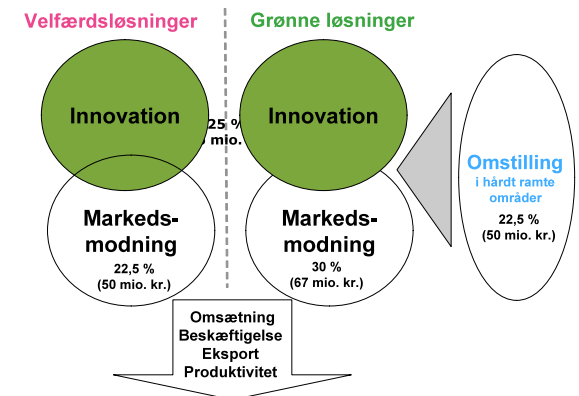 Velfærdsløsninger
Grønne løsninger
Innovation
Innovation
25 %
mio.
Markeds-
modning
22,5 %
(50 mio. kr.)
Markeds-
modning
30 %
(67 mio. kr.)
Omstilling
i hårdt ramte
områder
22,5 %
(50 mio. kr.)
Omsætning
Beskæftigelse
Eksport
Produktivitet